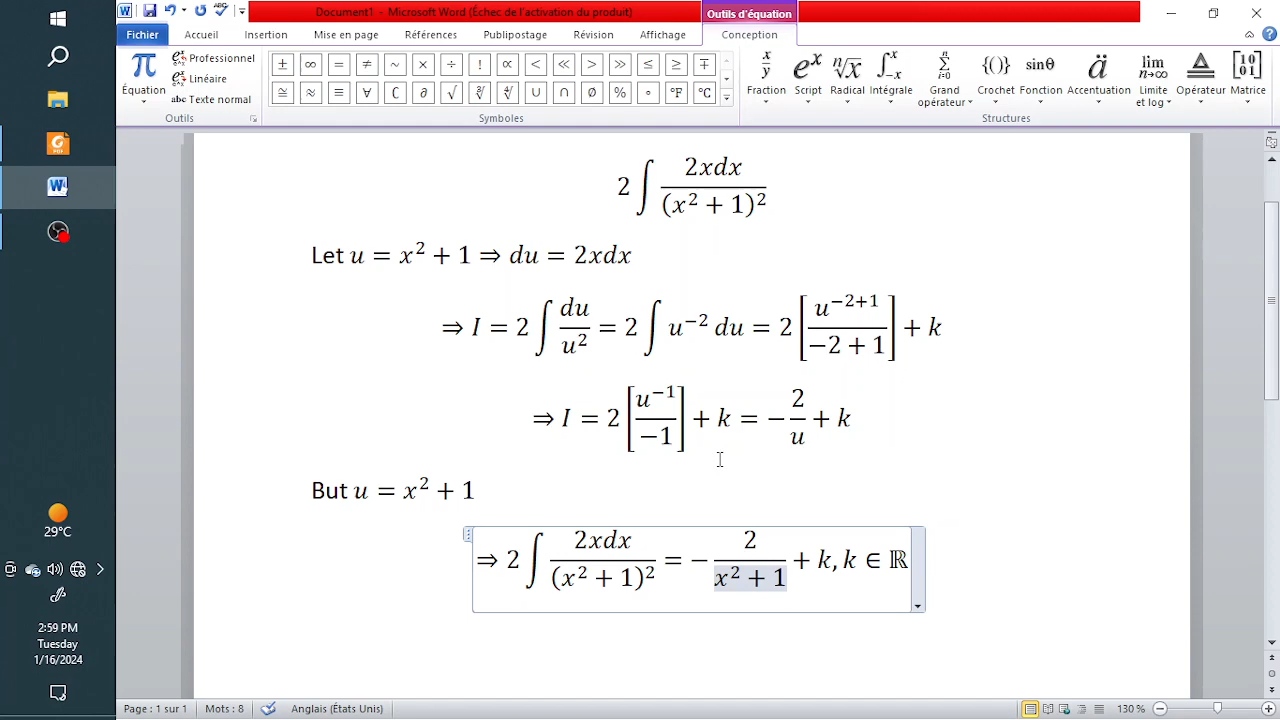 Document1 - Microsoft Word (Échec de l'activation du produit)
Outils d'équation
Fichier Accueil Insertion Mise en page Références Publipostage Révision Affichage Conception
π Équation
Professionnel
Linéaire
abc Texte normal
± ∞ = ≠ ~ × ÷ ! ∝ < ≪ > ≫ ≤ ≥ ∓
≅ ≈ ≡ ∀ ∁ ∂ √ ∛ ∜ ∪ ∩ ∅ % ° °F °C
x/y eˣ ⁿ√x ∫ {()} sinθ ä lim n→∞ △ [10 01]
Fraction Script Radical Intégrale Grand opérateur Crochet Fonction Accentuation Limite et log Opérateur Matrice
Outils Symboles Structures
2∫ 2xdx/(x² + 1)²
Let u = x² + 1 ⇒ du = 2xdx
⇒ I = 2∫ du/u² = 2∫ u⁻² du = 2[u⁻²⁺¹/(−2 + 1)] + k
⇒ I = 2[u⁻¹/−1] + k = −2/u + k
But u = x² + 1
⇒ 2∫ 2xdx/(x² + 1)² = −2/(x² + 1) + k, k ∈ ℝ
29°C
2:59 PM
Tuesday
1/16/2024
Page : 1 sur 1 Mots : 8 Anglais (États Unis) 130 %